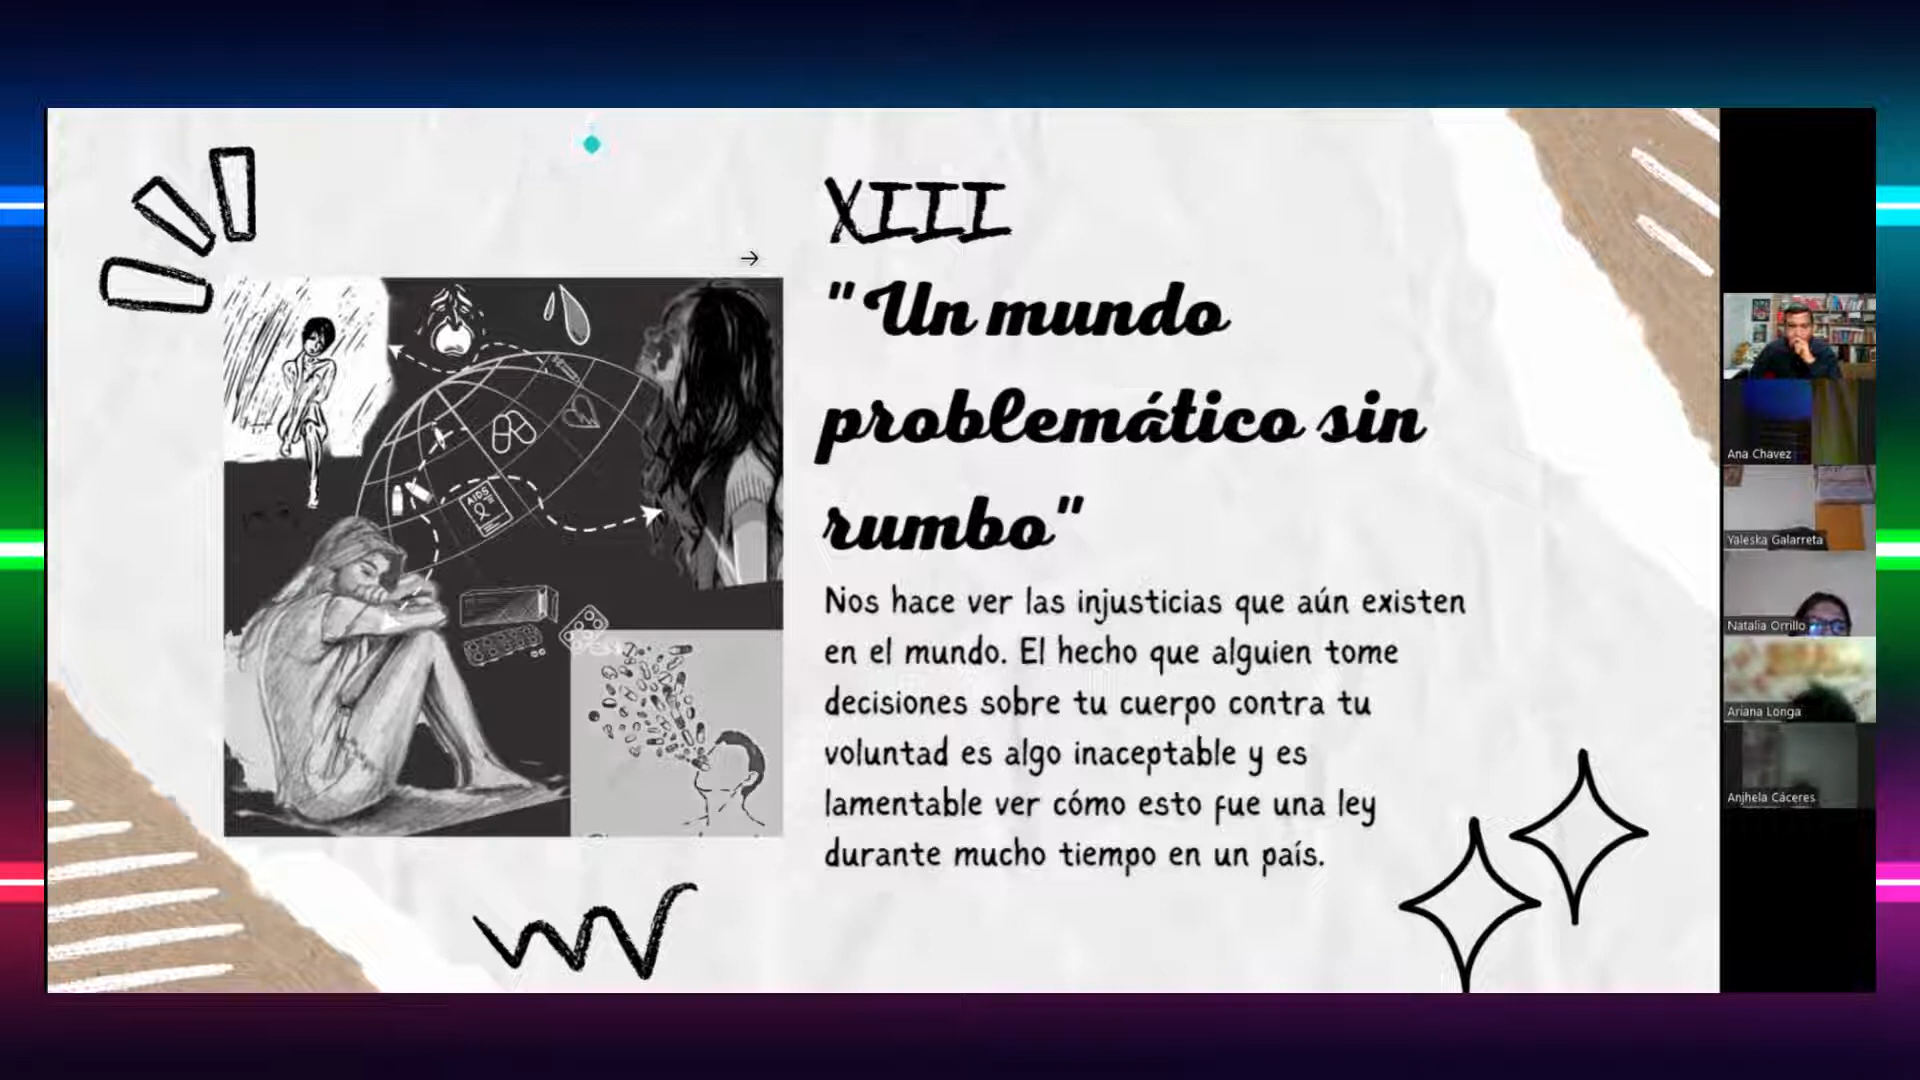 XIII
"Un mundo
problemático sin
rumbo"
Nos hace ver las injusticias que aún existen
en el mundo. El hecho que alguien tome
decisiones sobre tu cuerpo contra tu
voluntad es algo inaceptable y es
lamentable ver cómo esto fue una ley
durante mucho tiempo en un país.
AIDS
Ana Chavez
Yaleska Galarreta
Natalia Orrillo
Ariana Longa
Anjhela Cáceres